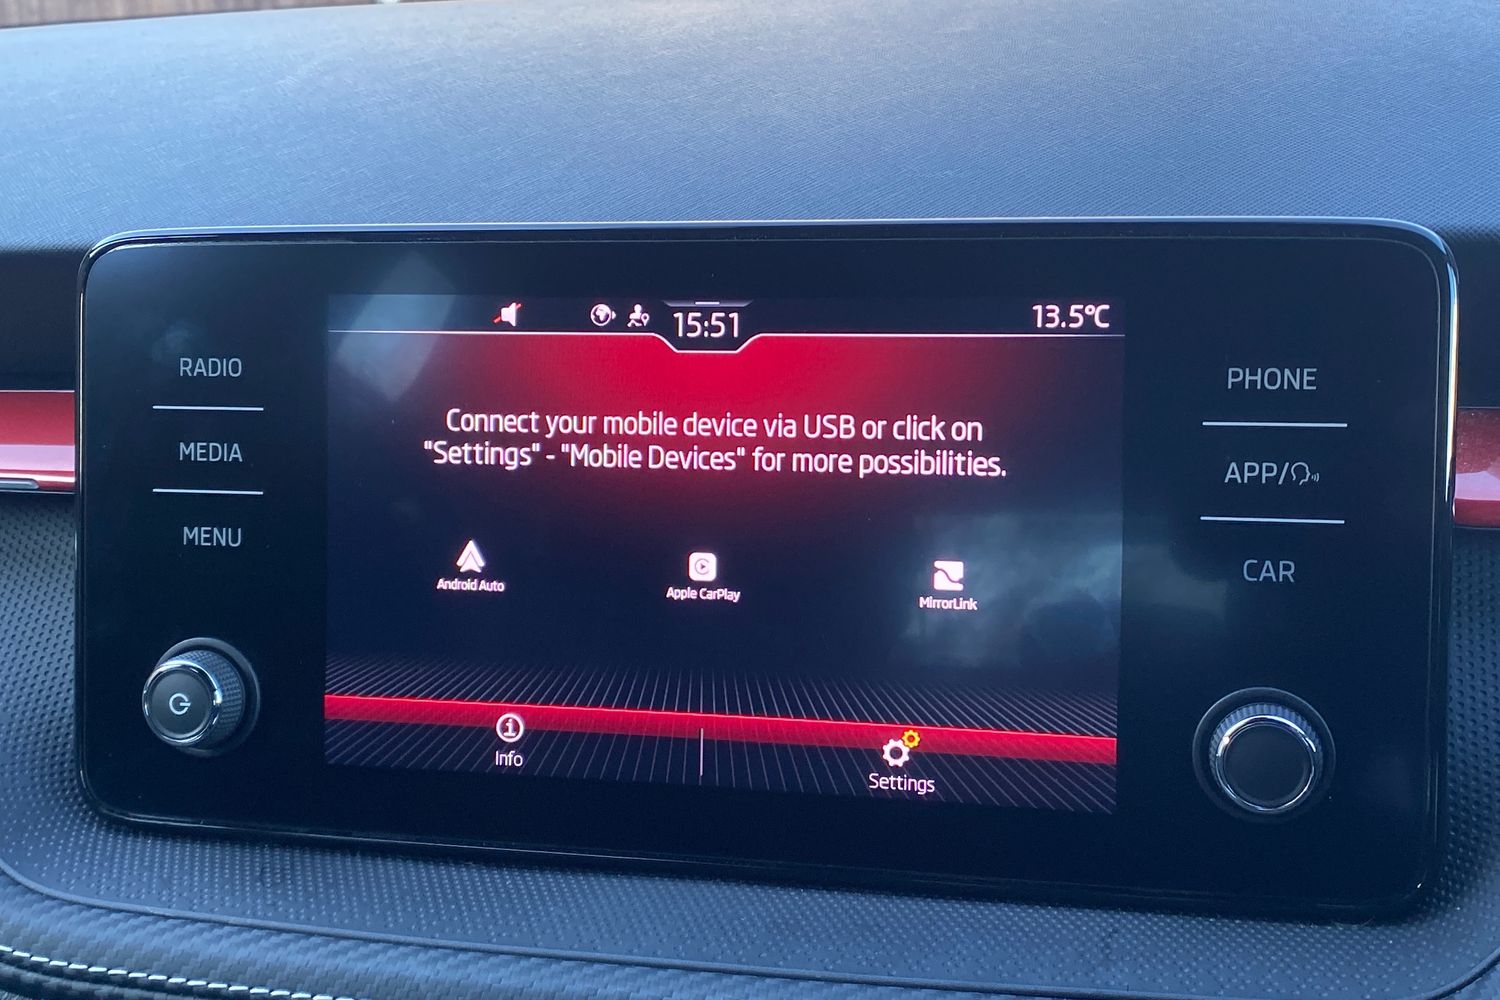 15:51
13.5°C
RADIO
MEDIA
MENU
Connect your mobile device via USB or click on
"Settings" - "Mobile Devices" for more possibilities.
Android Auto
Apple CarPlay
MirrorLink
Info
Settings
PHONE
APP/
CAR